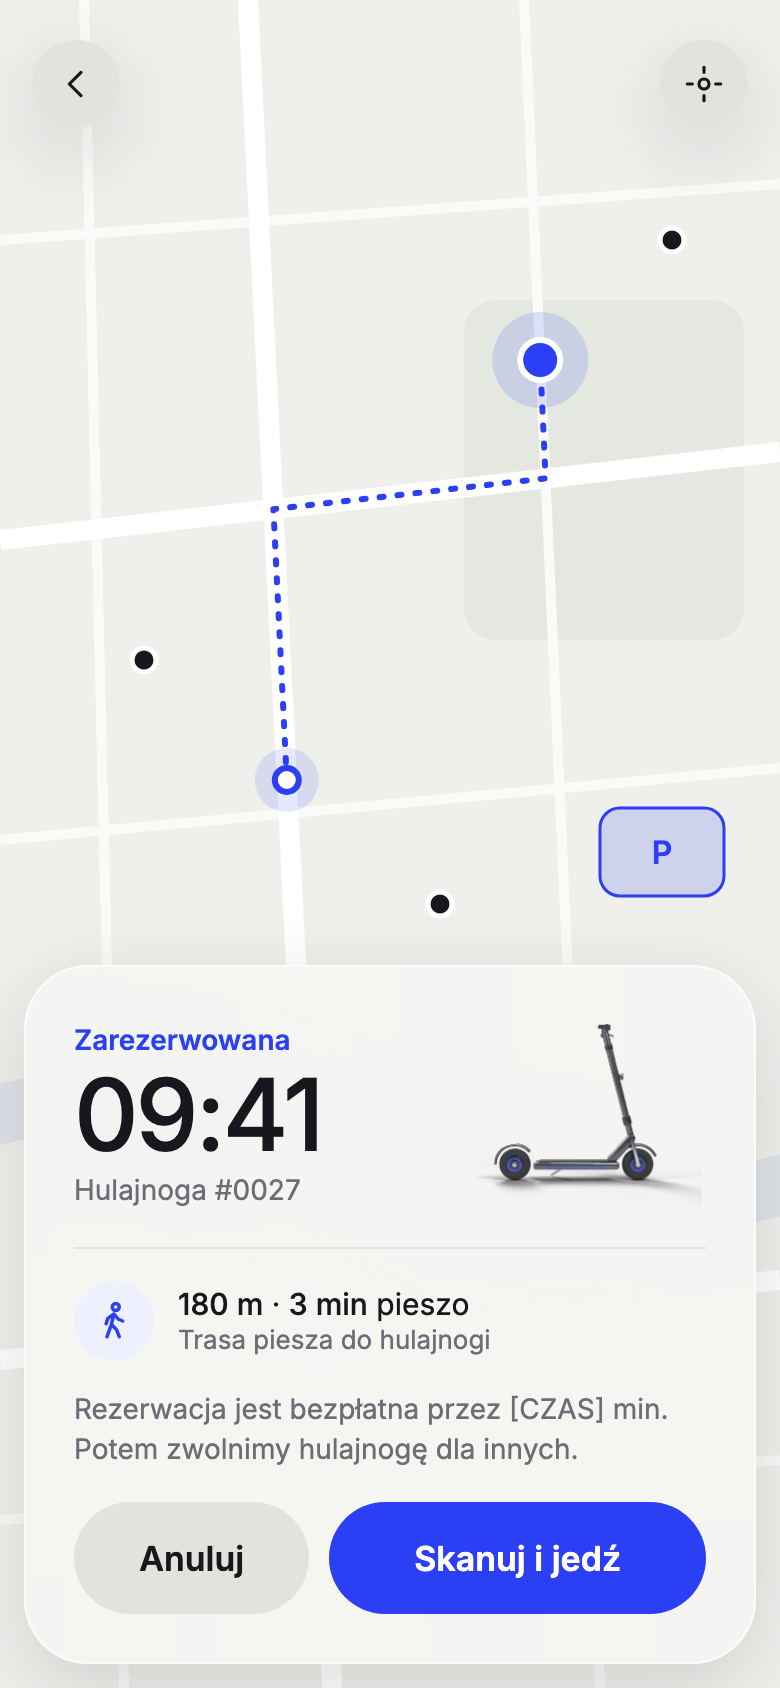 P
Zarezerwowana
09:41
Hulajnoga #0027
180 m · 3 min pieszo
Trasa piesza do hulajnogi
Rezerwacja jest bezpłatna przez [CZAS] min.
Potem zwolnimy hulajnogę dla innych.
Anuluj
Skanuj i jedź